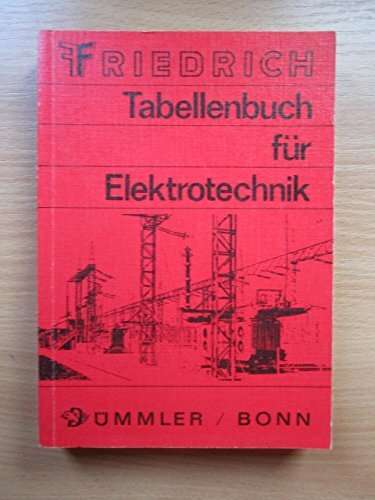 FRIEDRICH
Tabellenbuch
für
Elektrotechnik
DÜMMLER / BONN